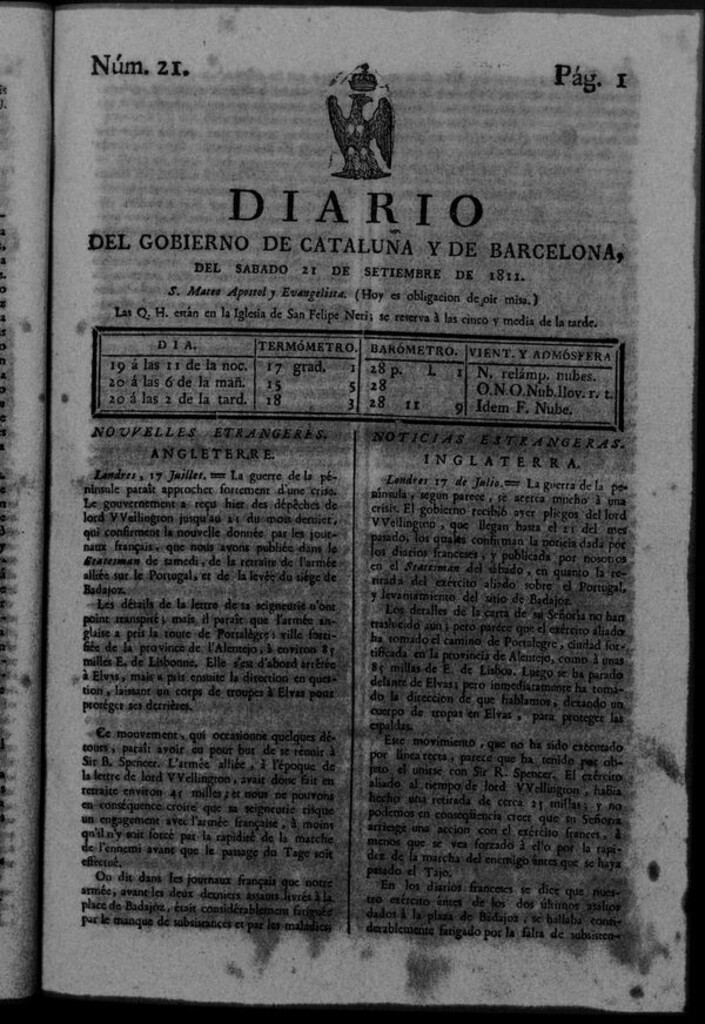 Núm. 21.
Pág. 1
DIARIO
DEL GOBIERNO DE CATALUÑA Y DE BARCELONA,
DEL SABADO 21 DE SETIEMBRE DE 1811.
S. Mateo Apostol y Evangelista. (Hoy es obligacion de oir misa.)
Las Q. H. están en la Iglesia de San Felipe Neri; se reserva à las cinco y media de la tarde.
DIA. TERMÓMETRO. BARÓMETRO. VIENT. Y ADMÓSFERA
19 á las 11 de la noc. 17 grad. 1 28 p. l. 1 N. relámp. nubes.
20 á las 6 de la mañ. 15 5 28 O.N.O.Nub.llov. r. t.
20 á las 2 de la tard. 18 3 28 11 9 Idem F. Nube.
NOUVELLES ETRANGERES.
ANGLETERRE.
Londres, 17 Juillet. = La guerre de la pé-
ninsule paraît approcher fortement d'une crise.
Le gouvernement a reçu hier des dépêches de
lord VVellington jusqu'au 21 du mois dernier,
qui confirment la nouvelle donnée par les jour-
naux français, que nous avons publiée dans le
Statesman de samedi, de la retraite de l'armée
alliée sur le Portugal, et de la levée du siège de
Badajoz.
Les détails de la lettre de sa seigneurie n'ont
point transpiré; mais il paraît que l'armée an-
glaise a pris la route de Portalègre; ville forti-
fiée de la province de l'Alentejo, à environ 85
milles E. de Lisbonne. Elle s'est d'abord arrêtée
à Elvas, mais a pris ensuite la direction en ques-
tion, laissant un corps de troupes à Elvas pour
protéger ses derrières.
Ce mouvement, qui occasionne quelques dé-
tours, paraît avoir eu pour but de se réunir à
Sir B. Spencer. L'armée alliée, à l'époque de
la lettre de lord VVellington, avait donc fait en
retraite environ 45 milles; et nous ne pouvons
en conséquence croire que sa seigneurie risque
un engagement avec l'armée française, à moins
qu'il n'y soit forcé par la rapidité de la marche
de l'ennemi avant que le passage du Tage soit
effectué.
On dit dans les journaux français que notre
armée, avant les deux derniers assauts livrés à la
place de Badajoz, était considérablement fatiguée
par le manque de subsistances et par les maladies
NOTICIAS ESTRANGERAS.
INGLATERRA.
Londres 17 de Julio. = La guerra de la pe-
nínsula, segun parece, se acerca mucho à una
crisis. El gobierno recibió ayer pliegos del lord
VVellington, que llegan hasta el 21 del mes
pasado, los quales confirman la noticia dada por
los diarios franceses, y publicada por nosotros
en el Statesman del sábado, en quanto la re-
tirada del exército aliado sobre el Portugal,
y levantamiento del sitio de Badajoz.
Los detalles de la carta de su Señoría no han
traslucido aun; pero parece que el exército aliado
ha tomado el camino de Portalegre, ciudad for-
tificada en la provincia de Alentejo, como à unas
85 millas de E. de Lisboa. Luego se ha parado
delante de Elvas; pero inmediatamente ha toma-
do la direccion de que hablamos, dexando un
cuerpo de tropas en Elvas, para proteger las
espaldas.
Este movimiento, que no ha sido executado
por linea recta, parece que ha tenido por ob-
jeto el unirse con Sir R. Spencer. El exército
aliado al tiempo de lord VVellington, habia
hecho una retirada de cerca 25 millas; y no
podemos en conseqüencia creer que su Señoría
arriesge una accion con el exército frances, à
menos que se vea forzado à ello por la rapi-
dez de la marcha del enemigo ántes que se haya
pasado el Tajo.
En los diarios franceses se dice que nues-
tro exército ántes de los dos últimos asaltos
dados à la plaza de Badajoz, se hallaba consi-
derablemente fatigado por la falta de subsisten-